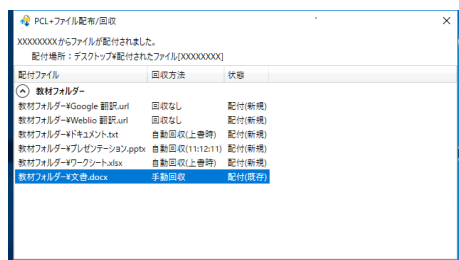 PCL+ファイル配布/回収
XXXXXXXXからファイルが配付されました。
配付場所：デスクトップ¥配付されたファイル[XXXXXXXX]
配付ファイル 回収方法 状態
教材フォルダー
教材フォルダー¥Google 翻訳.url 回収なし 配付(新規)
教材フォルダー¥Weblio 翻訳.url 回収なし 配付(新規)
教材フォルダー¥ドキュメント.txt 自動回収(上書時) 配付(新規)
教材フォルダー¥プレゼンテーション.pptx 自動回収(11:12:11) 配付(新規)
教材フォルダー¥ワークシート.xlsx 自動回収(上書時) 配付(新規)
教材フォルダー¥文書.docx 手動回収 配付(既存)